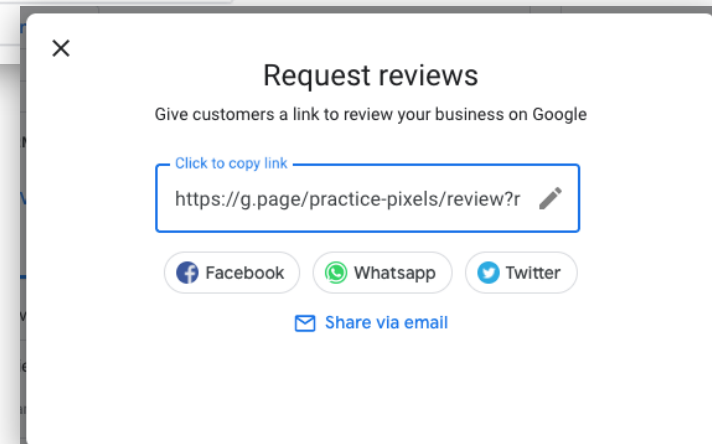 Request reviews
Give customers a link to review your business on Google
Click to copy link
https://g.page/practice-pixels/review?r
Facebook Whatsapp Twitter
Share via email